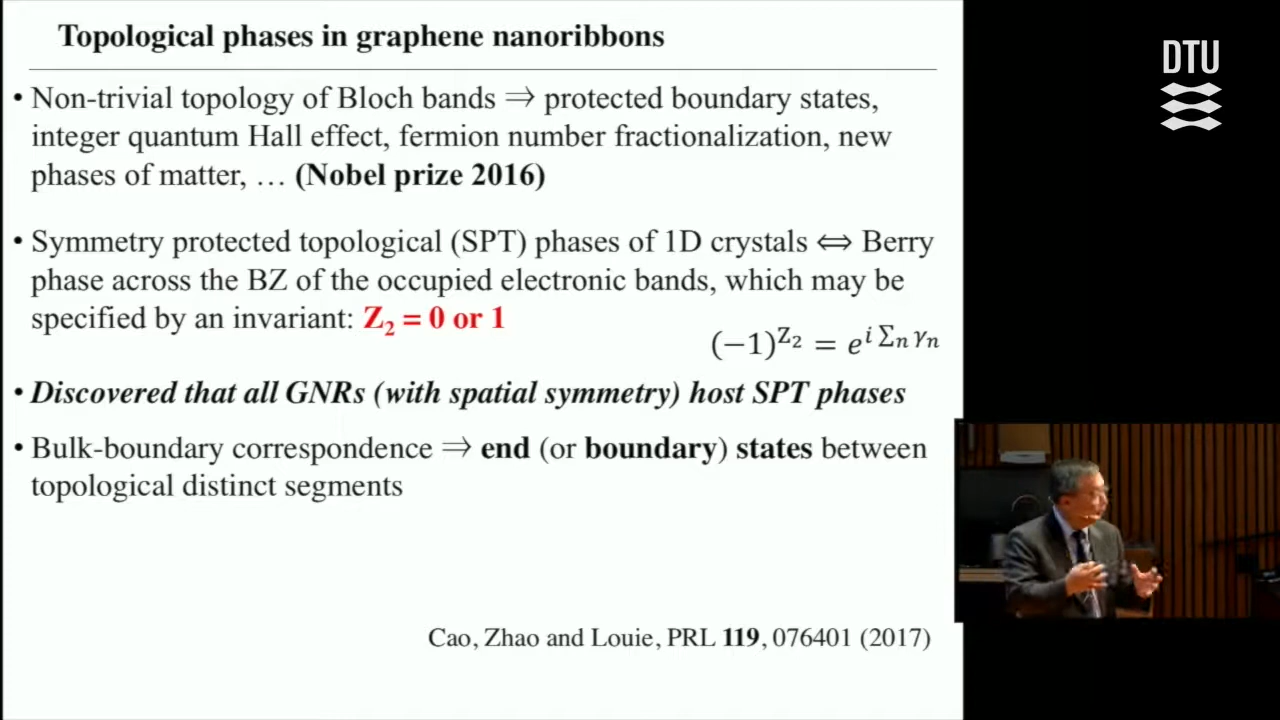 Topological phases in graphene nanoribbons
• Non-trivial topology of Bloch bands ⇒ protected boundary states,
integer quantum Hall effect, fermion number fractionalization, new
phases of matter, … (Nobel prize 2016)
• Symmetry protected topological (SPT) phases of 1D crystals ⇔ Berry
phase across the BZ of the occupied electronic bands, which may be
specified by an invariant: Z₂ = 0 or 1
(−1)^{Z₂} = e^{i Σₙ γₙ}
• Discovered that all GNRs (with spatial symmetry) host SPT phases
• Bulk-boundary correspondence ⇒ end (or boundary) states between
topological distinct segments
Cao, Zhao and Louie, PRL 119, 076401 (2017)
DTU